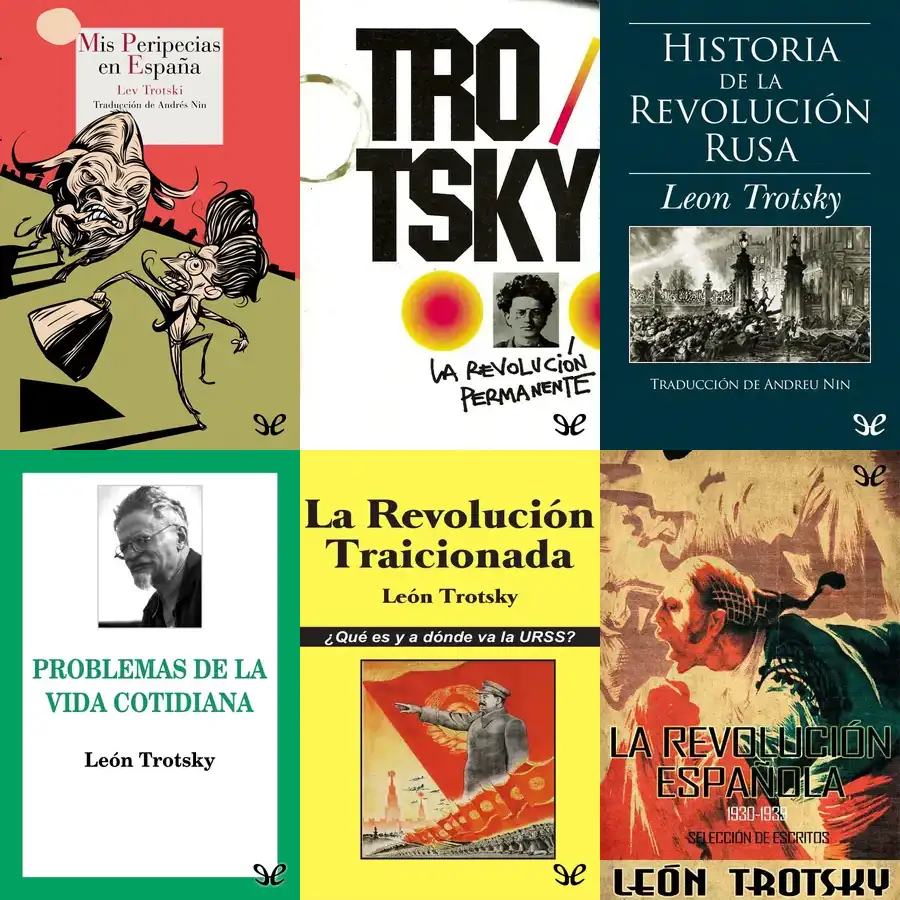 Mis Peripecias
en España
Lev Trotski
Traducción de Andrés Nin
TRO/
TSKY
LA REVOLUCIÓN
PERMANENTE
HISTORIA
DE LA
REVOLUCIÓN
RUSA
Leon Trotsky
TRADUCCIÓN DE ANDREU NIN
PROBLEMAS DE LA
VIDA COTIDIANA
León Trotsky
La Revolución
Traicionada
León Trotsky
¿Qué es y a dónde va la URSS?
LA REVOLUCIÓN
ESPAÑOLA
1930-1939
SELECCIÓN DE ESCRITOS
LEÓN TROTSKY